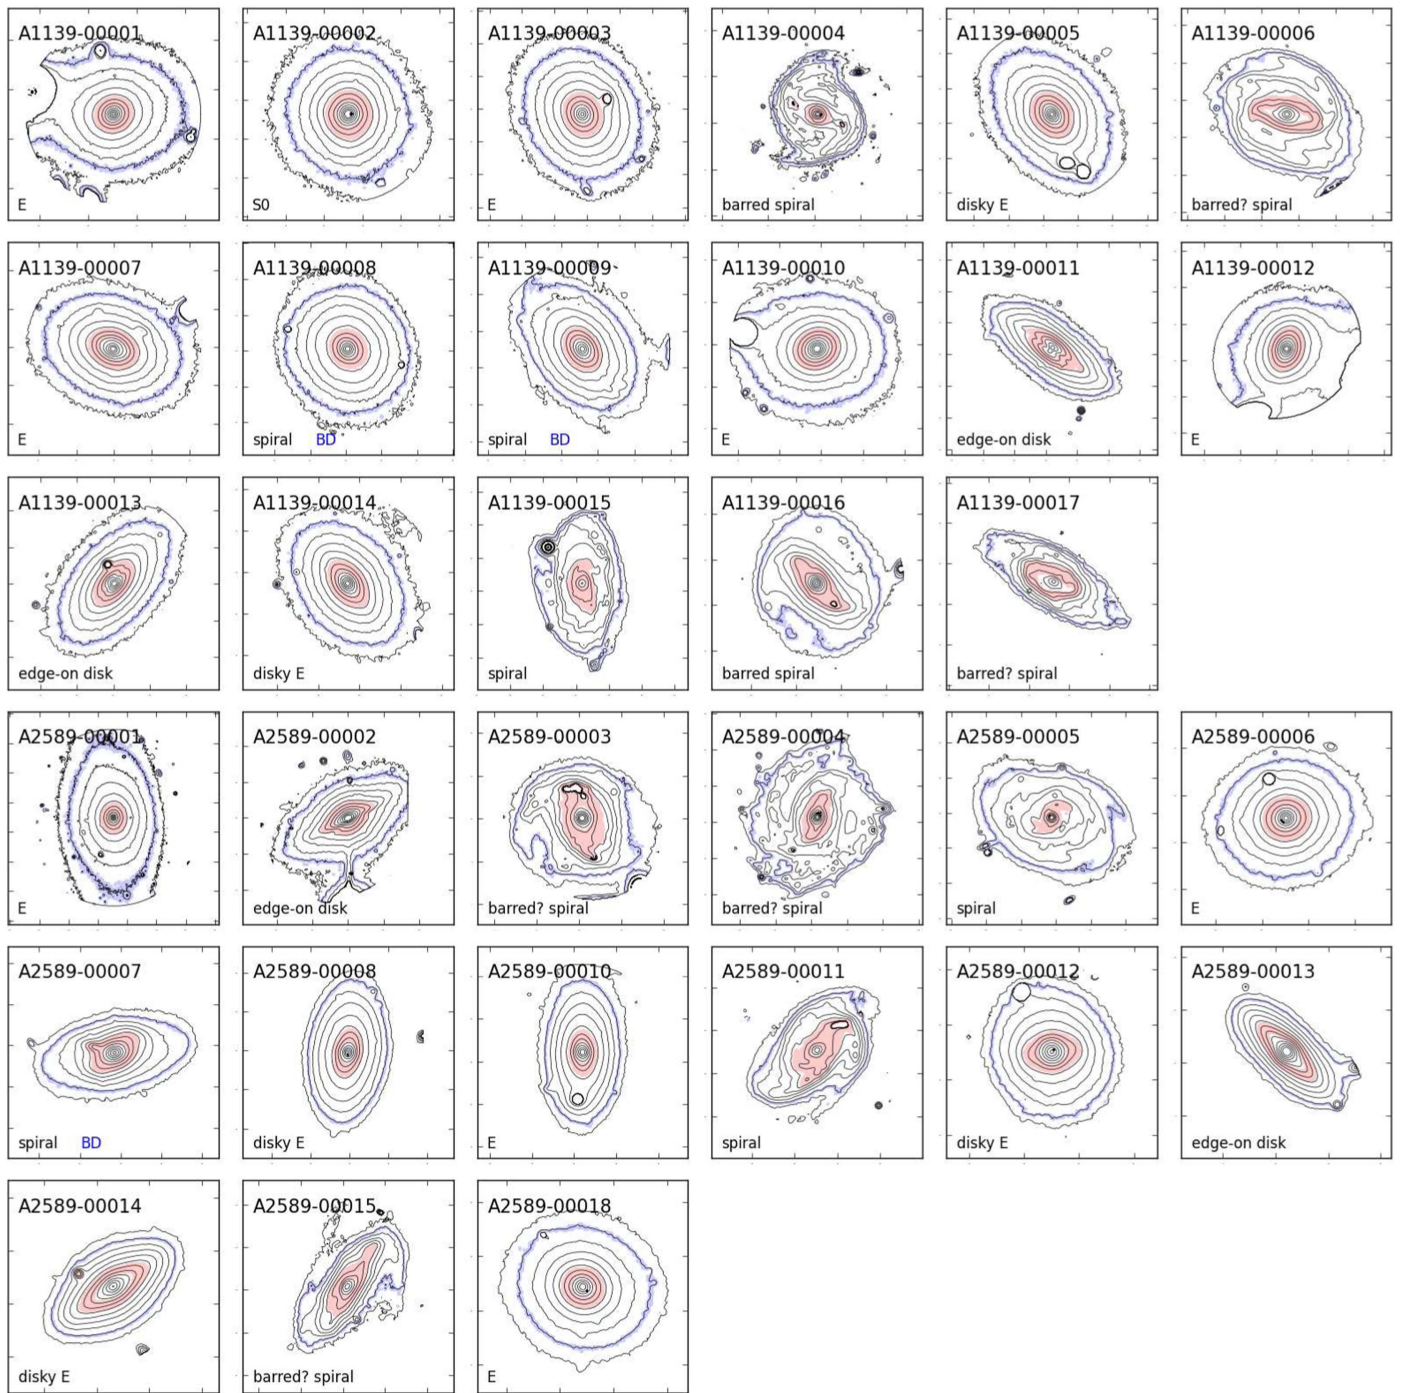 A1139-00001
E
A1139-00002
S0
A1139-00003
E
A1139-00004
barred spiral
A1139-00005
disky E
A1139-00006
barred? spiral
A1139-00007
E
A1139-00008
spiral BD
A1139-00009
spiral BD
A1139-00010
E
A1139-00011
edge-on disk
A1139-00012
E
A1139-00013
edge-on disk
A1139-00014
disky E
A1139-00015
spiral
A1139-00016
barred spiral
A1139-00017
barred? spiral
A2589-00001
E
A2589-00002
edge-on disk
A2589-00003
barred? spiral
A2589-00004
barred? spiral
A2589-00005
spiral
A2589-00006
E
A2589-00007
spiral BD
A2589-00008
disky E
A2589-00010
E
A2589-00011
spiral
A2589-00012
disky E
A2589-00013
edge-on disk
A2589-00014
disky E
A2589-00015
barred? spiral
A2589-00018
E